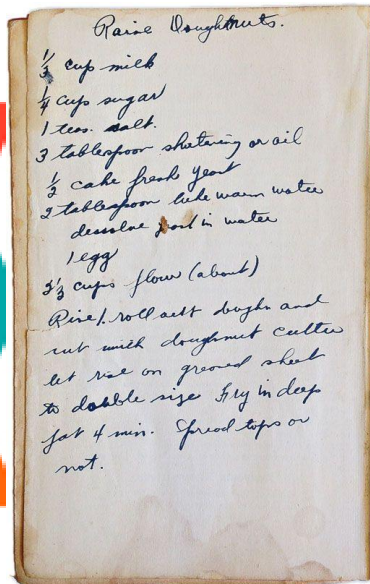 Raise Doughnuts.
1/3 cup milk
1/4 cup sugar
1 teas. salt.
3 tablespoon shortening or oil
1/2 cake fresh yeast
2 tablespoon luke warm water
dessolve yeast in water
1 egg
2 1/3 cups flour (about)
Rise/. roll out dough and
cut with doughnut cutter
let rise on greased sheet
to double size Fry in deep
fat 4 min. Spread tops or
not.